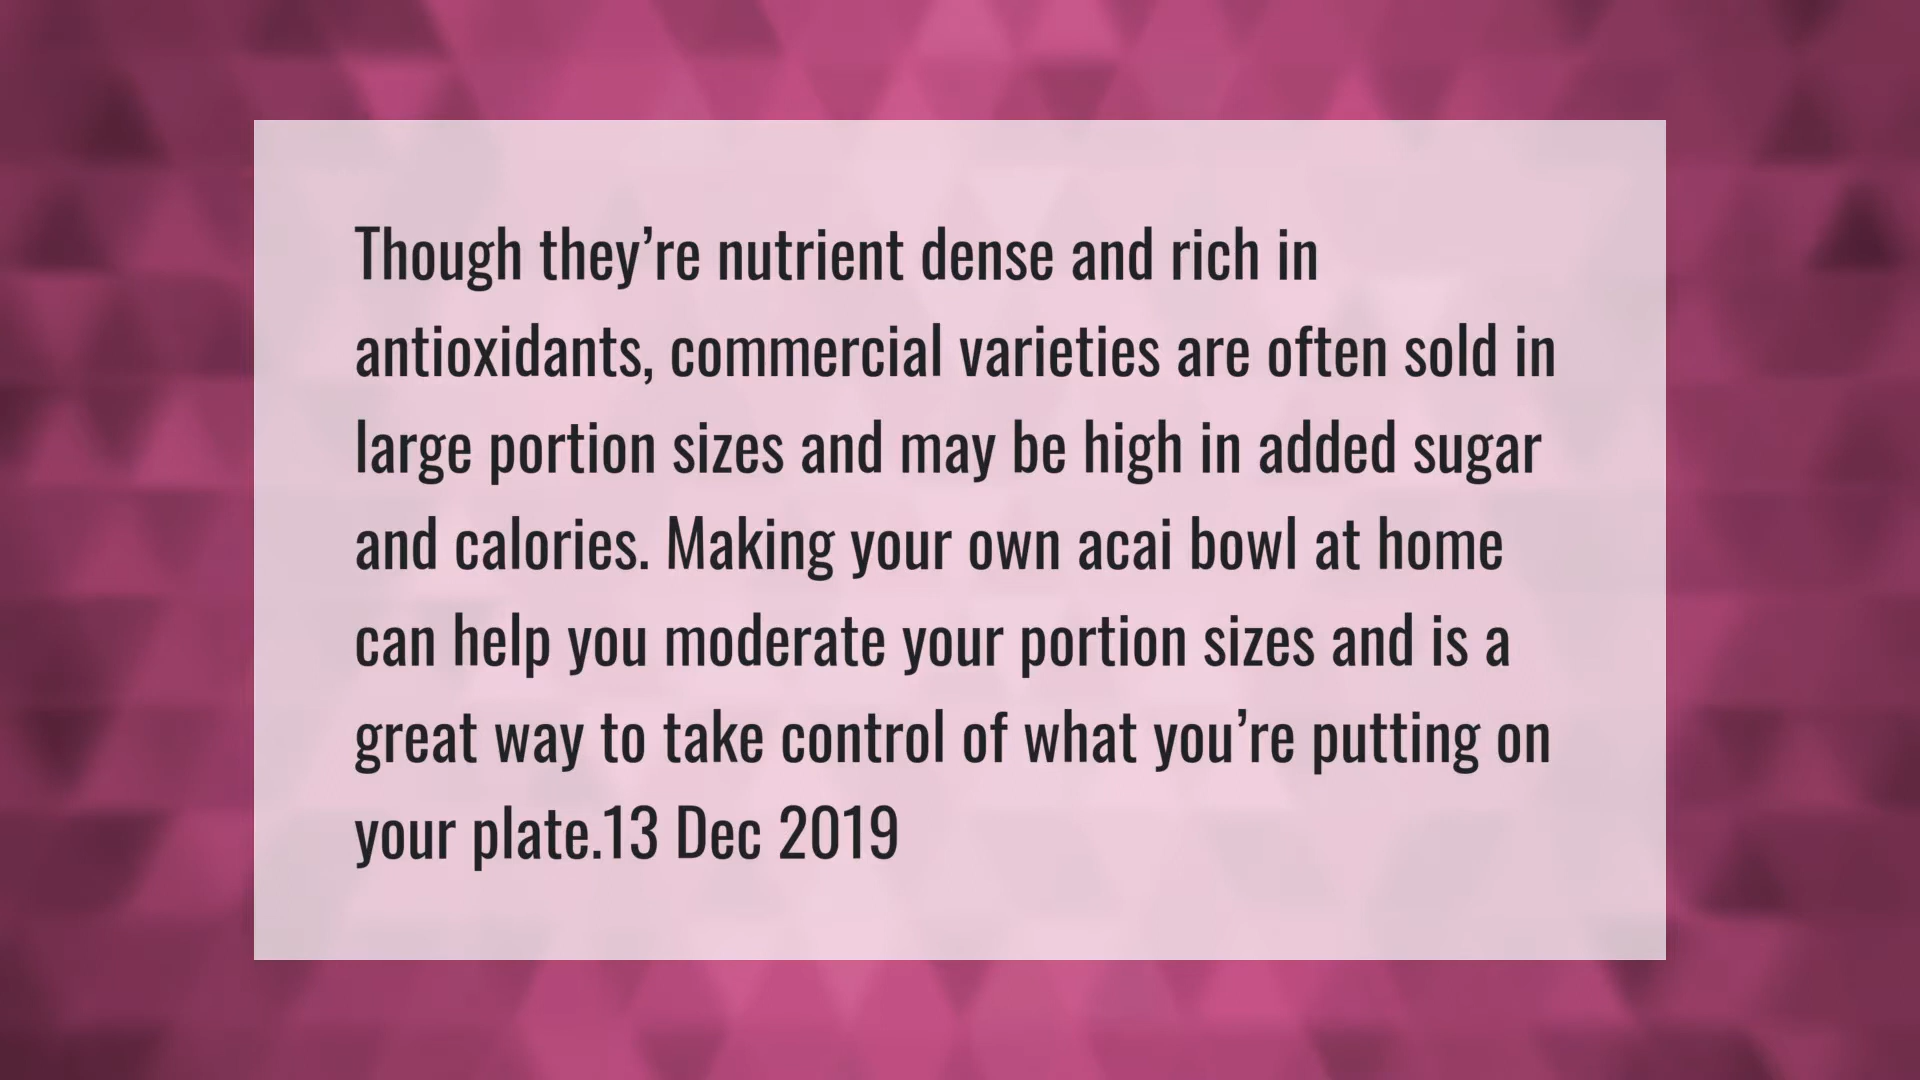 Though they’re nutrient dense and rich in
antioxidants, commercial varieties are often sold in
large portion sizes and may be high in added sugar
and calories. Making your own acai bowl at home
can help you moderate your portion sizes and is a
great way to take control of what you’re putting on
your plate.13 Dec 2019